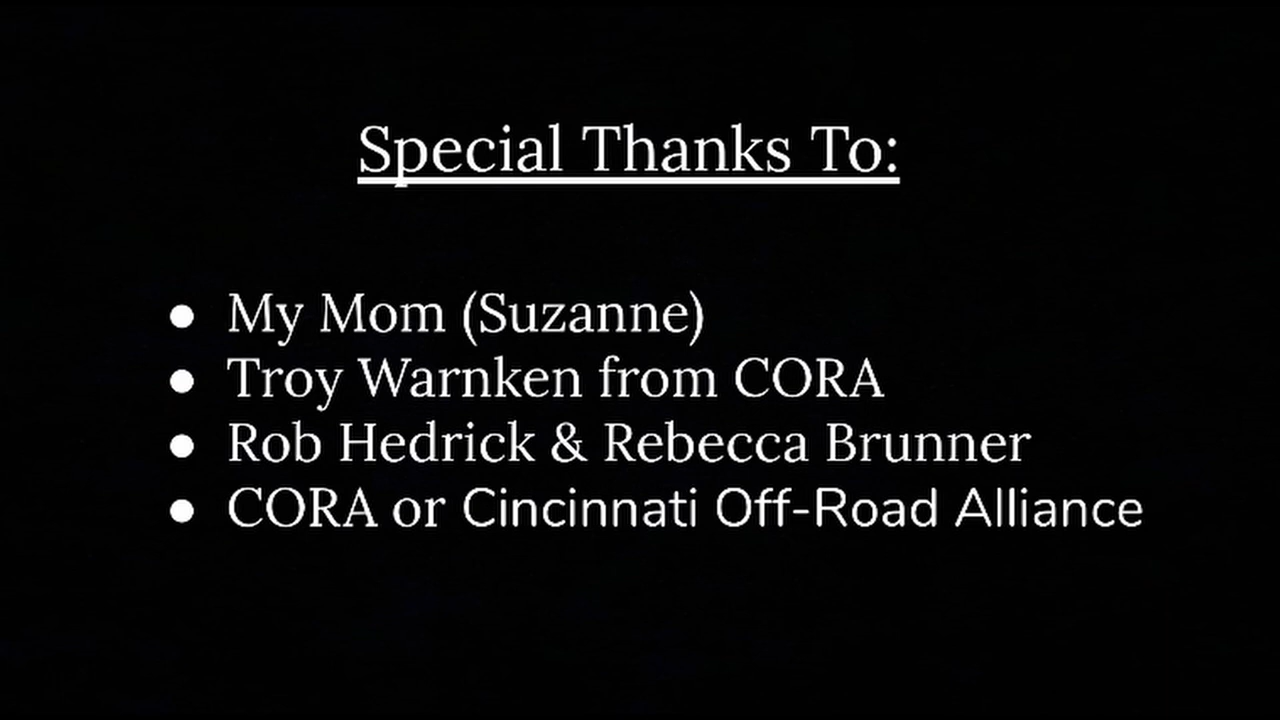 Special Thanks To:
● My Mom (Suzanne)
● Troy Warnken from CORA
● Rob Hedrick & Rebecca Brunner
● CORA or Cincinnati Off-Road Alliance